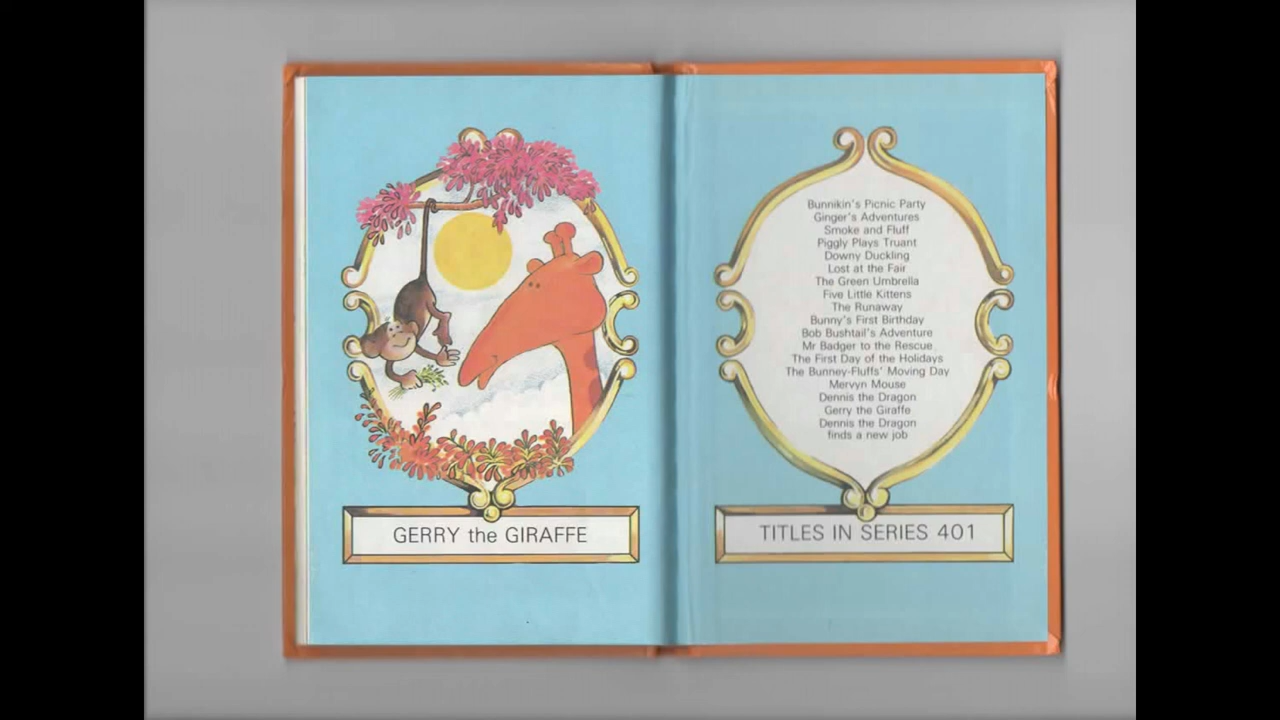 GERRY the GIRAFFE
Bunnikin's Picnic Party
Ginger's Adventures
Smoke and Fluff
Piggly Plays Truant
Downy Duckling
Lost at the Fair
The Green Umbrella
Five Little Kittens
The Runaway
Bunny's First Birthday
Bob Bushtail's Adventure
Mr Badger to the Rescue
The First Day of the Holidays
The Bunney-Fluffs' Moving Day
Mervyn Mouse
Dennis the Dragon
Gerry the Giraffe
Dennis the Dragon
finds a new job
TITLES IN SERIES 401